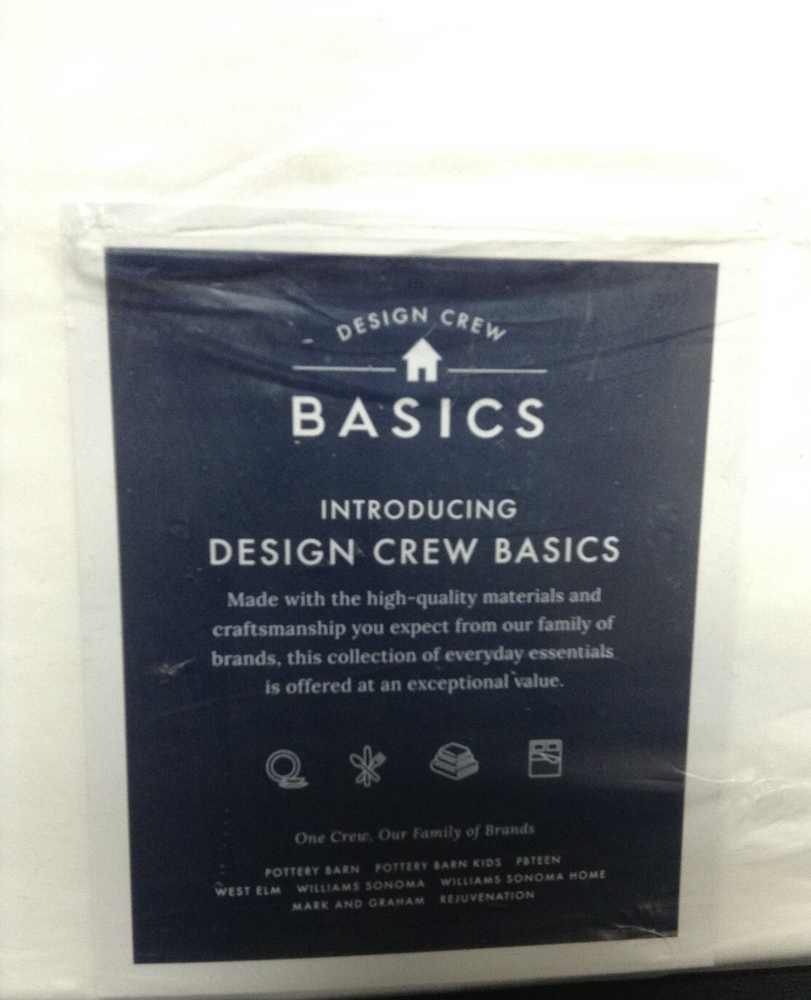 DESIGN CREW
BASICS
INTRODUCING
DESIGN CREW BASICS
Made with the high-quality materials and
craftsmanship you expect from our family of
brands, this collection of everyday essentials
is offered at an exceptional value.
One Crew, Our Family of Brands
POTTERY BARN POTTERY BARN KIDS PBTEEN
WEST ELM WILLIAMS SONOMA WILLIAMS SONOMA HOME
MARK AND GRAHAM REJUVENATION